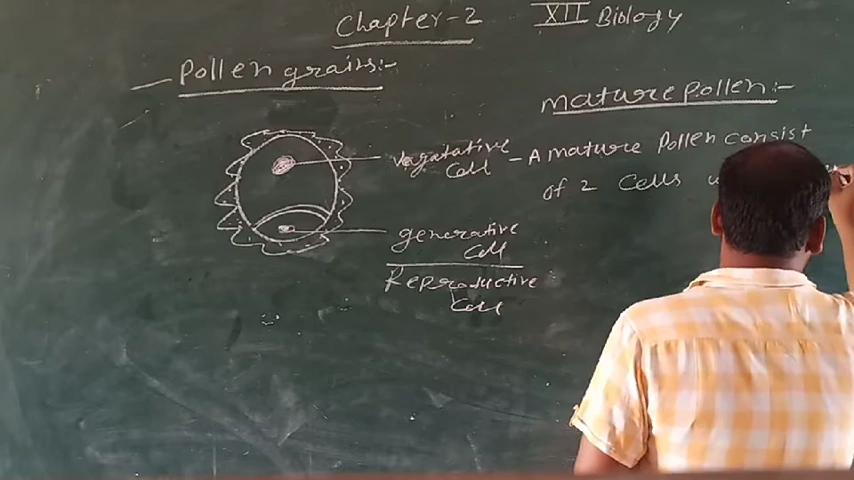 Chapter-2 XII Biology
Pollen grains:-
vagatative
cell
generative
cell
Reproductive
cell
mature pollen:-
- A mature Pollen consist
of 2 cells